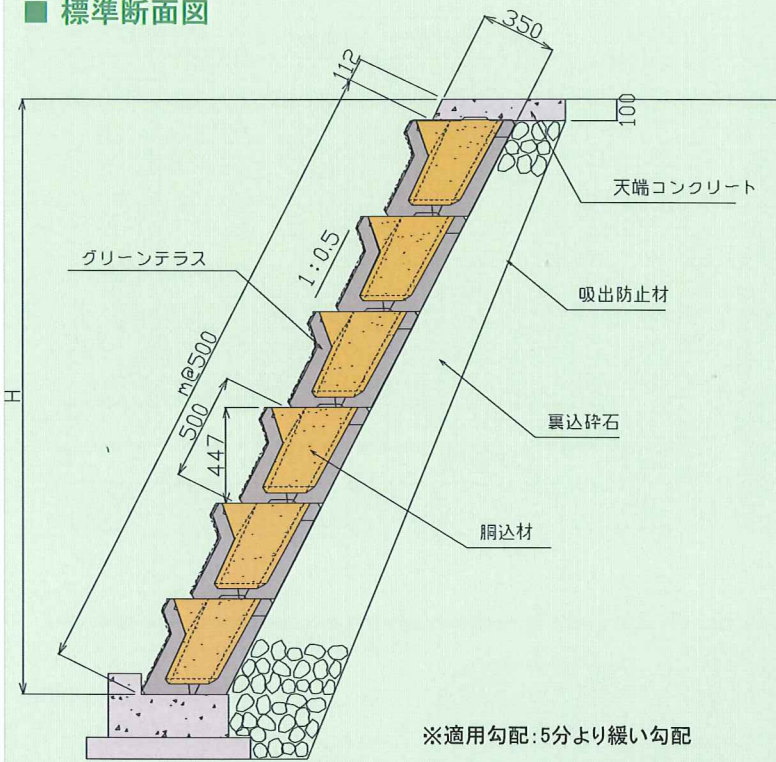 ■ 標準断面図
350
112
100
天端コンクリート
グリーンテラス
1:0.5
吸出防止材
m@500
H
500
447
裏込砕石
胴込材
※適用勾配:5分より緩い勾配